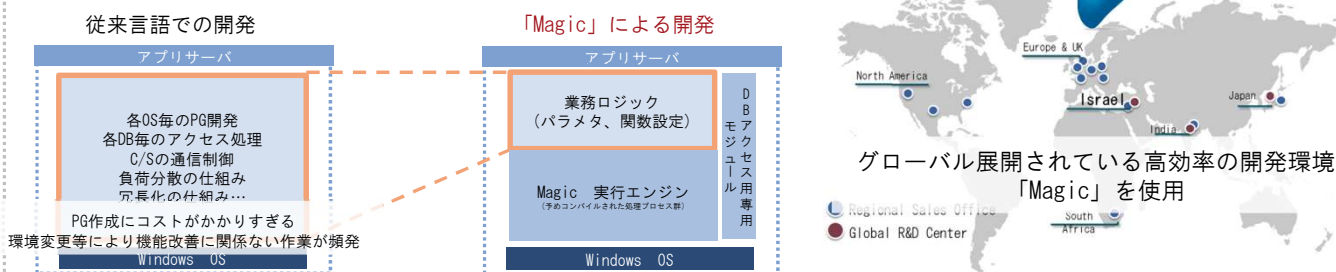 従来言語での開発
アプリサーバ
各OS毎のPG開発
各DB毎のアクセス処理
C/Sの通信制御
負荷分散の仕組み
冗長化の仕組み…
PG作成にコストがかかりすぎる
環境変更等により機能改善に関係ない作業が頻発
Windows OS
「Magic」による開発
アプリサーバ
業務ロジック
(パラメタ、関数設定)
Magic 実行エンジン
(予めコンパイルされた処理プロセス群)
DBアクセス用専用
モジュール
Windows OS
Europe & UK
North America
Israel
Japan
India
グローバル展開されている高効率の開発環境
「Magic」を使用
Regional Sales Office
Global R&D Center
South
Africa